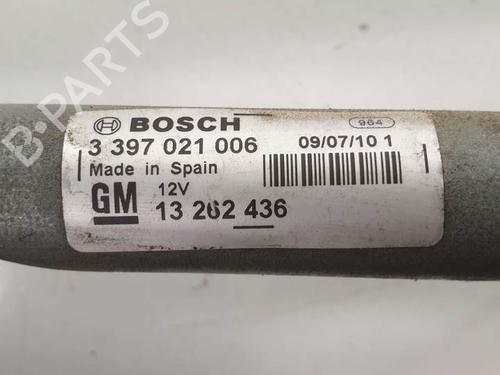 BOSCH
964
3 397 021 006
09/07/10 1
Made in Spain
GM
12V
13 262 436
B-PARTS